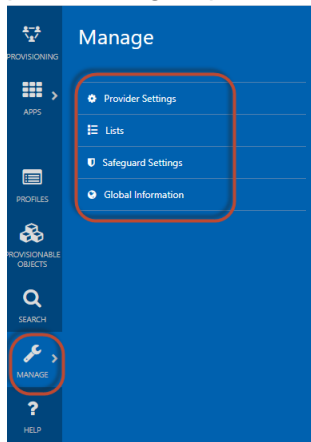 Manage
PROVISIONING
APPS
Provider Settings
Lists
Safeguard Settings
Global Information
PROFILES
PROVISIONABLE
OBJECTS
SEARCH
MANAGE
?
HELP